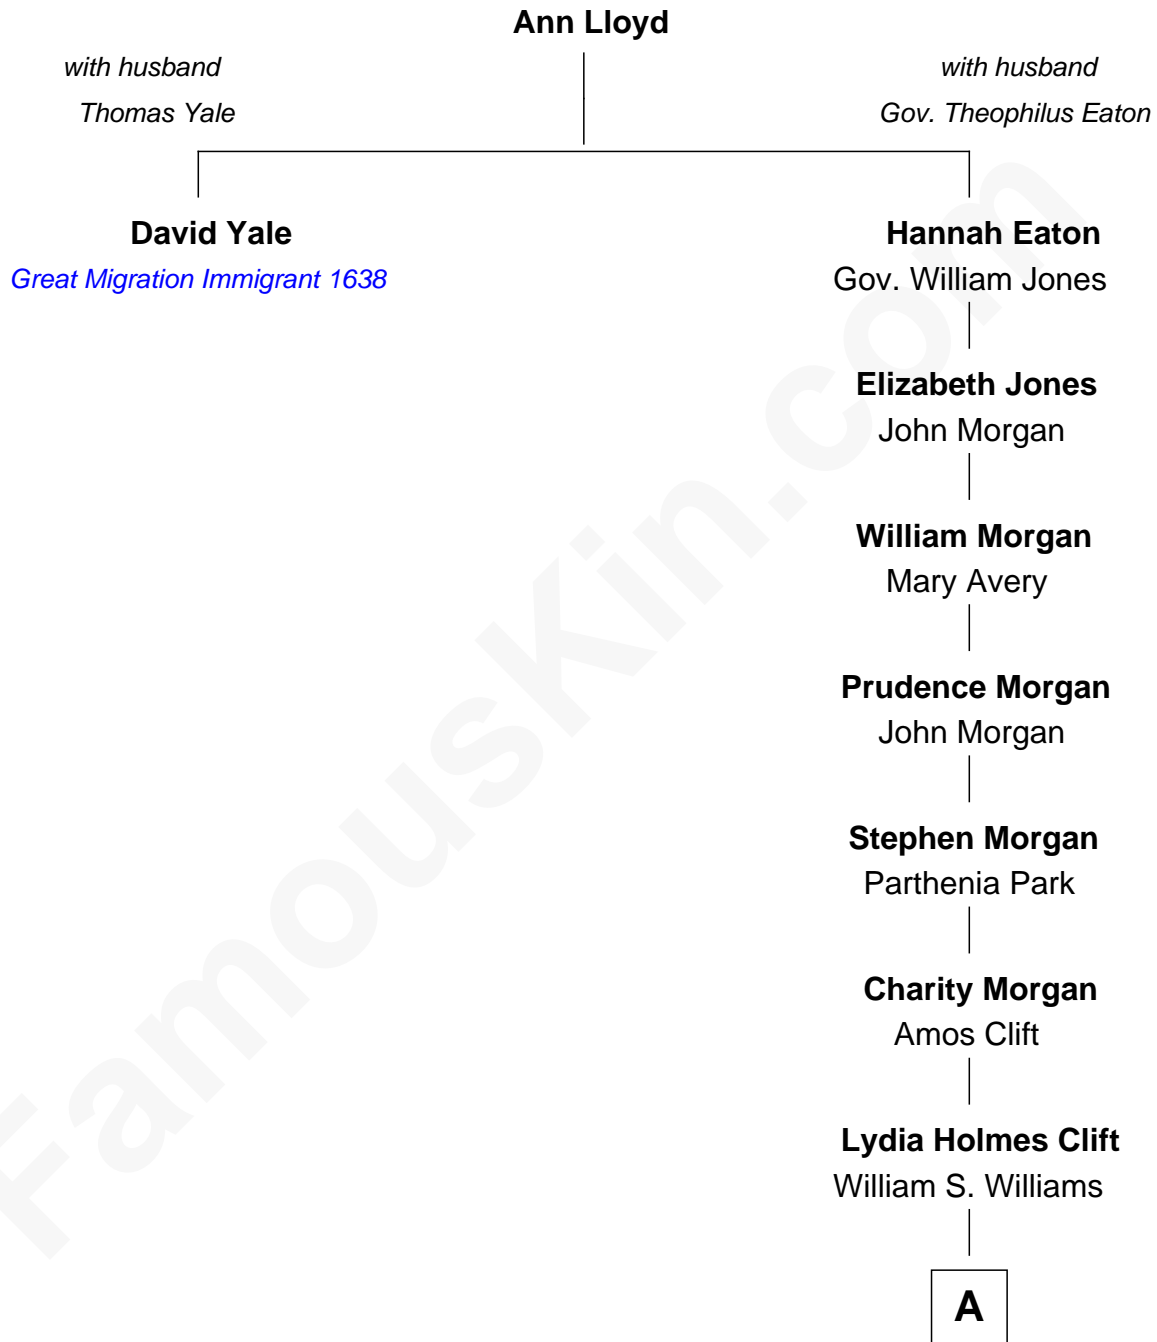 Ann Lloyd
with husband
Thomas Yale
with husband
Gov. Theophilus Eaton
David Yale
Great Migration Immigrant 1638
Hannah Eaton
Gov. William Jones
Elizabeth Jones
John Morgan
William Morgan
Mary Avery
Prudence Morgan
John Morgan
Stephen Morgan
Parthenia Park
Charity Morgan
Amos Clift
Lydia Holmes Clift
William S. Williams
A
FamousKin.com